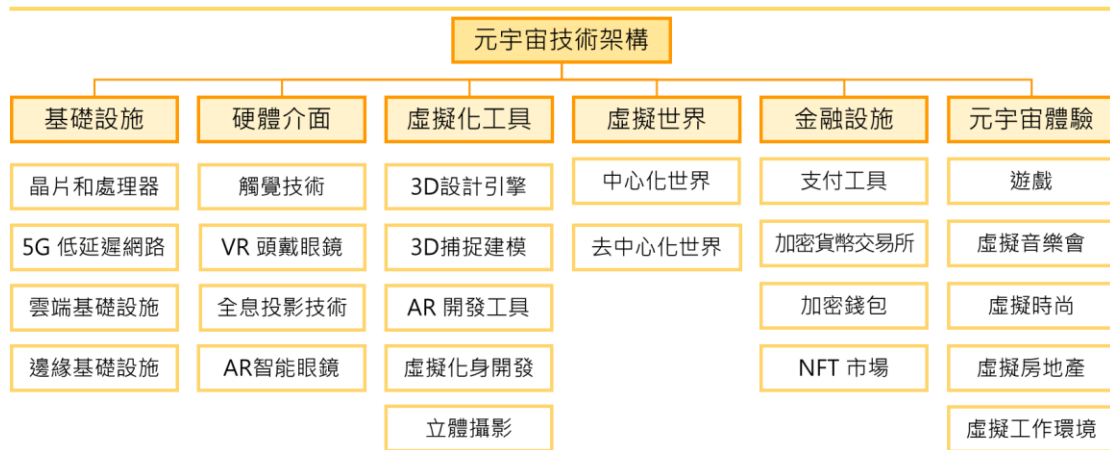 元宇宙技術架構
基礎設施
晶片和處理器
5G 低延遲網路
雲端基礎設施
邊緣基礎設施
硬體介面
觸覺技術
VR 頭戴眼鏡
全息投影技術
AR智能眼鏡
虛擬化工具
3D設計引擎
3D捕捉建模
AR 開發工具
虛擬化身開發
立體攝影
虛擬世界
中心化世界
去中心化世界
金融設施
支付工具
加密貨幣交易所
加密錢包
NFT 市場
元宇宙體驗
遊戲
虛擬音樂會
虛擬時尚
虛擬房地產
虛擬工作環境